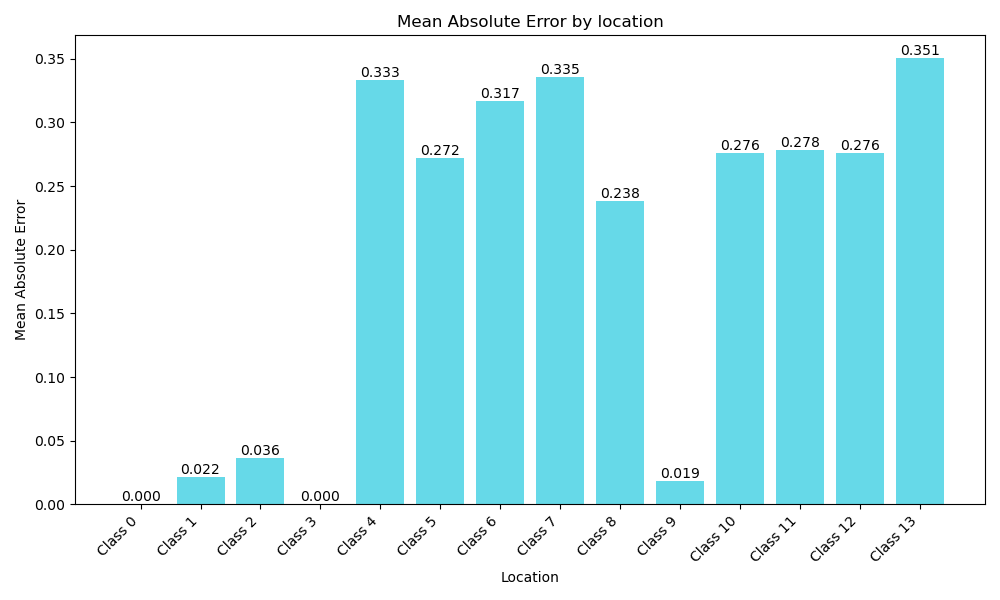 Mean Absolute Error by location
Mean Absolute Error
0.35
0.30
0.25
0.20
0.15
0.10
0.05
0.00
0.000
0.022
0.036
0.000
0.333
0.272
0.317
0.335
0.238
0.019
0.276
0.278
0.276
0.351
Class 0
Class 1
Class 2
Class 3
Class 4
Class 5
Class 6
Class 7
Class 8
Class 9
Class 10
Class 11
Class 12
Class 13
Location